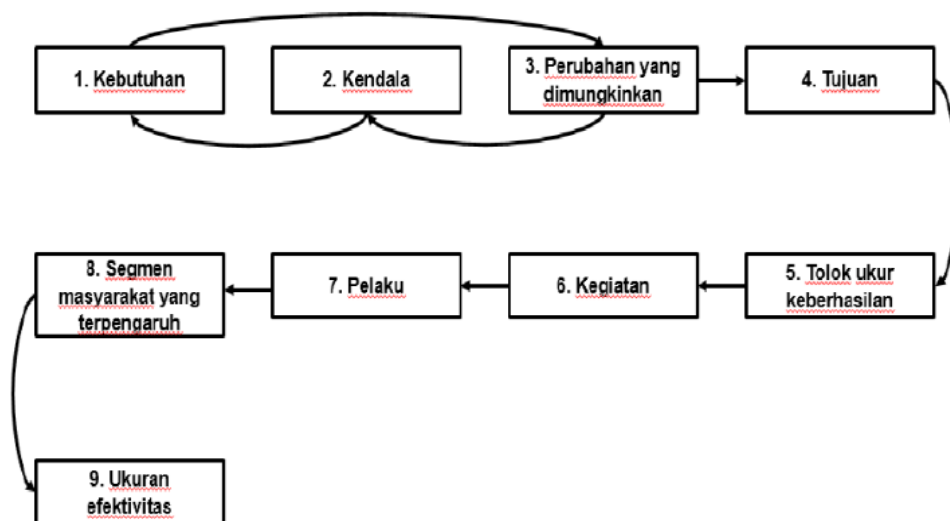 1. Kebutuhan
2. Kendala
3. Perubahan yang
dimungkinkan
4. Tujuan
5. Tolok ukur
keberhasilan
6. Kegiatan
7. Pelaku
8. Segmen
masyarakat yang
terpengaruh
9. Ukuran
efektivitas